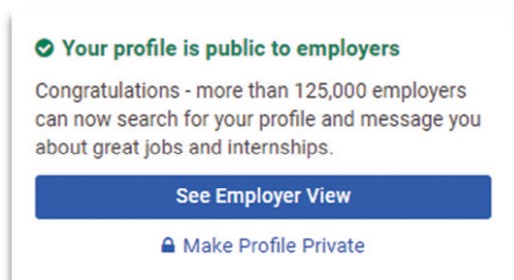 Your profile is public to employers
Congratulations - more than 125,000 employers
can now search for your profile and message you
about great jobs and internships.
See Employer View
Make Profile Private